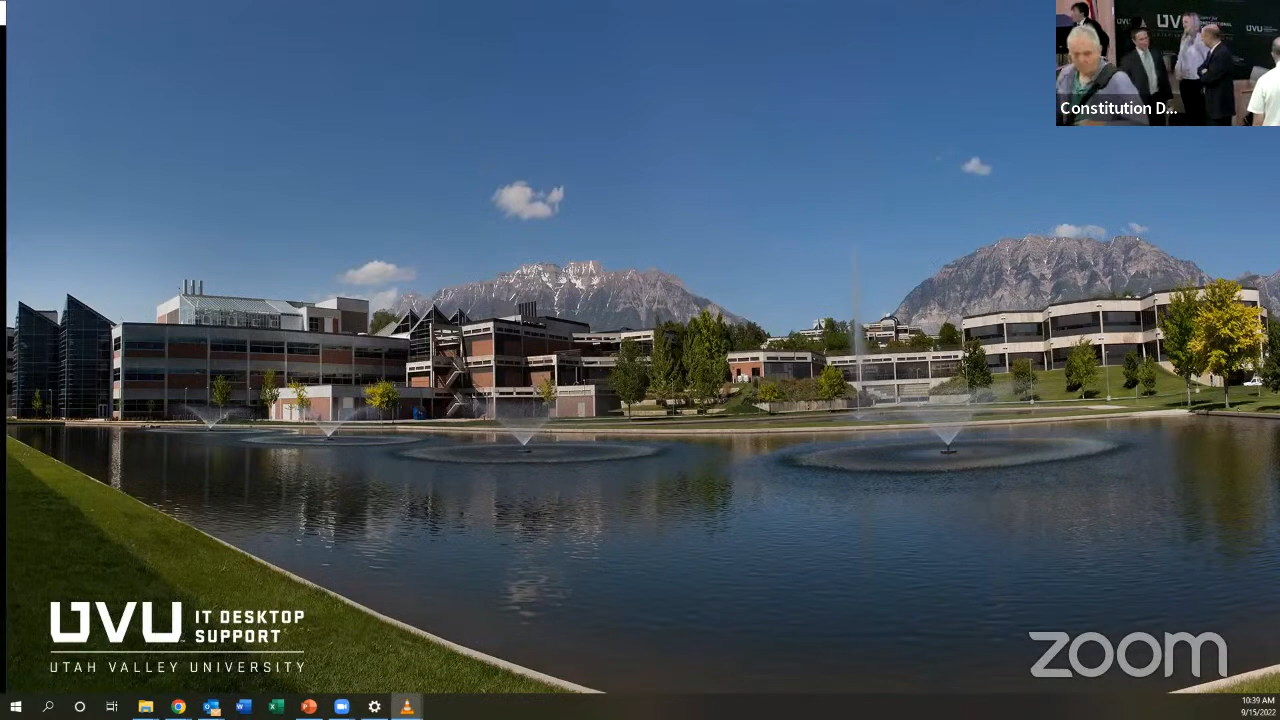 UVU
Constitution D...
UVU IT DESKTOP
SUPPORT
UTAH VALLEY UNIVERSITY
zoom
10:39 AM
9/15/2022